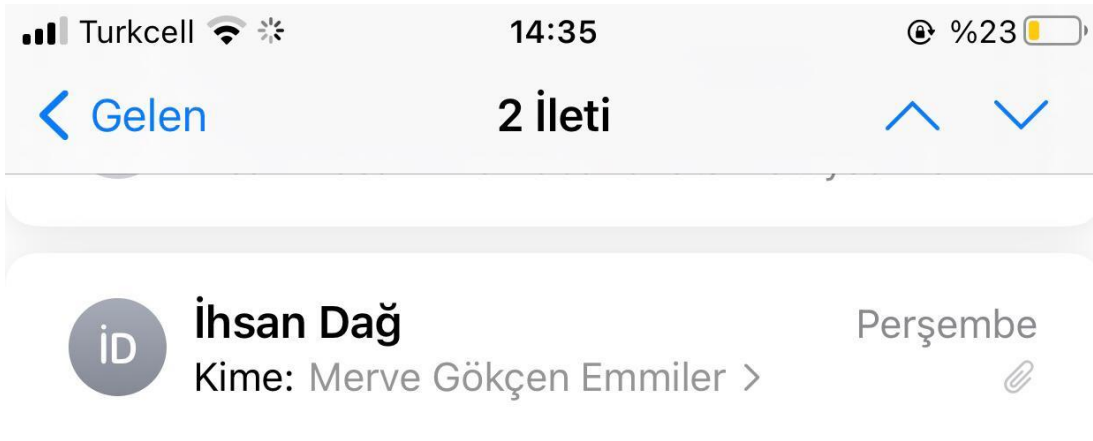 Turkcell 14:35 %23
Gelen 2 İleti
İD İhsan Dağ Perşembe
Kime: Merve Gökçen Emmiler